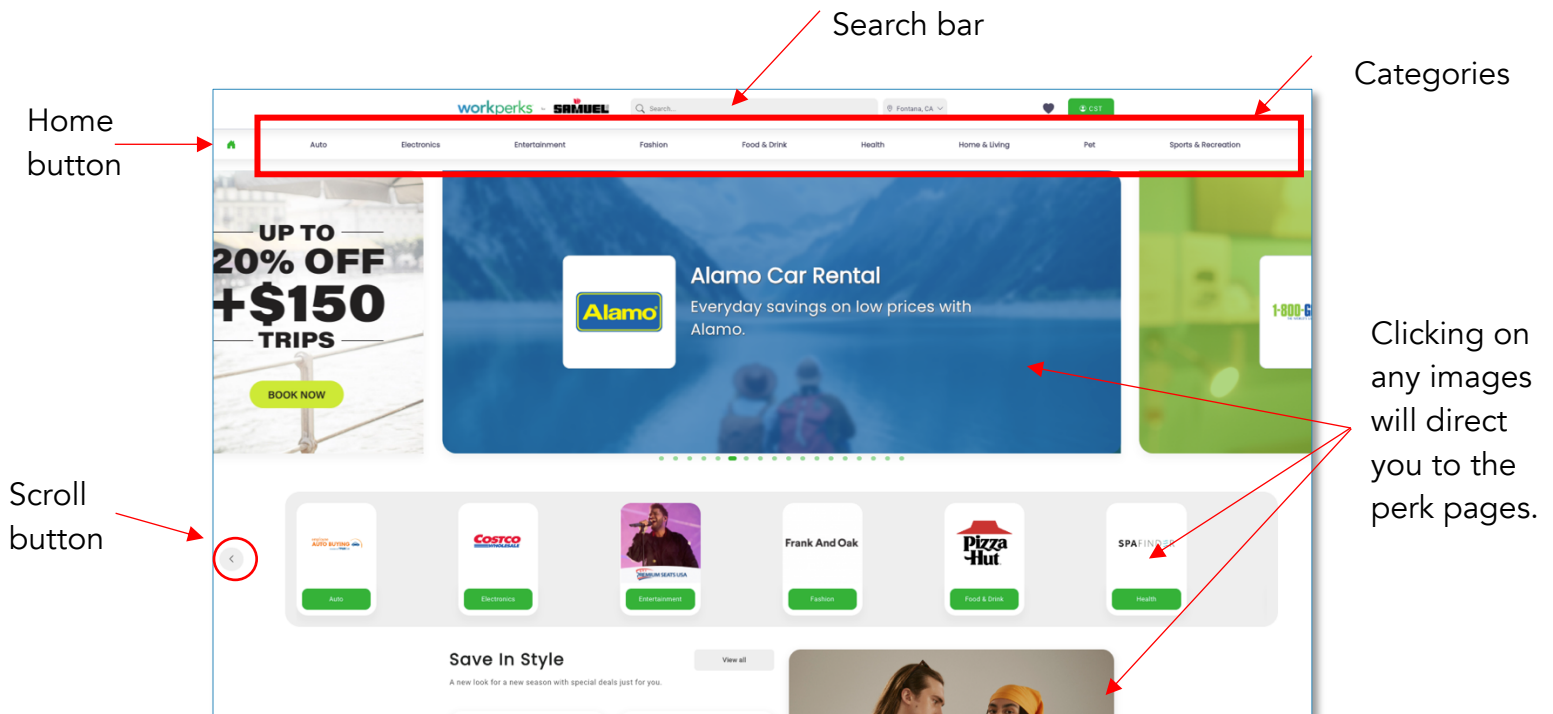 Search bar
Categories
Home
button
workperks - SAMUEL
Search...
Fontana, CA
CST
Auto
Electronics
Entertainment
Fashion
Food & Drink
Health
Home & Living
Pet
Sports & Recreation
UP TO
20% OFF
+$150
TRIPS
BOOK NOW
Alamo
Alamo Car Rental
Everyday savings on low prices with
Alamo.
1-800-G
Clicking on
any images
will direct
you to the
perk pages.
Scroll
button
AUTO BUYING
COSTCO
WHOLESALE
PREMIUM SEATS USA
Frank And Oak
Pizza
Hut
SPAFINDER
Auto
Electronics
Entertainment
Fashion
Food & Drink
Health
Save In Style
View all
A new look for a new season with special deals just for you.